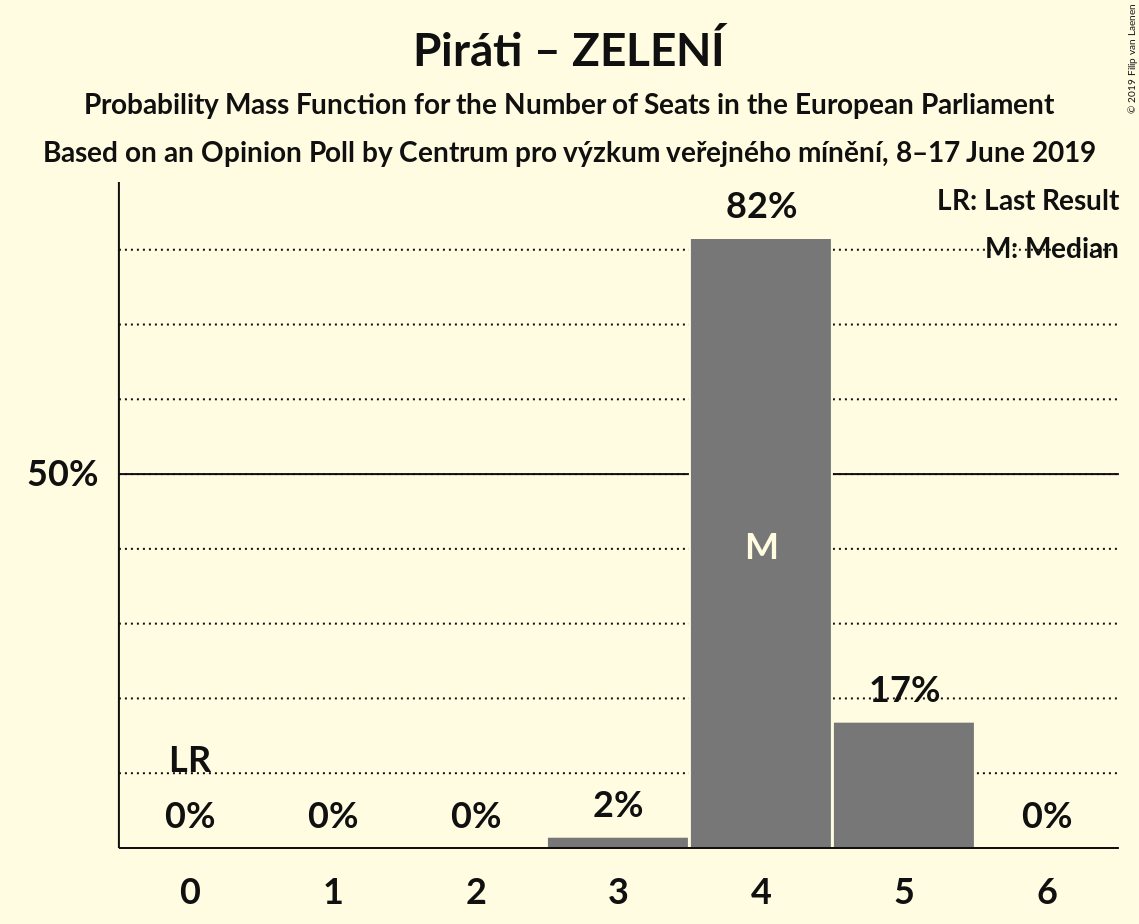 Piráti – ZELENÍ
Probability Mass Function for the Number of Seats in the European Parliament
Based on an Opinion Poll by Centrum pro výzkum veřejného mínění, 8–17 June 2019
© 2019 Filip van Laenen
LR: Last Result
M: Median
82%
50%
M
17%
LR
0%
0%
0%
2%
0%
0
1
2
3
4
5
6